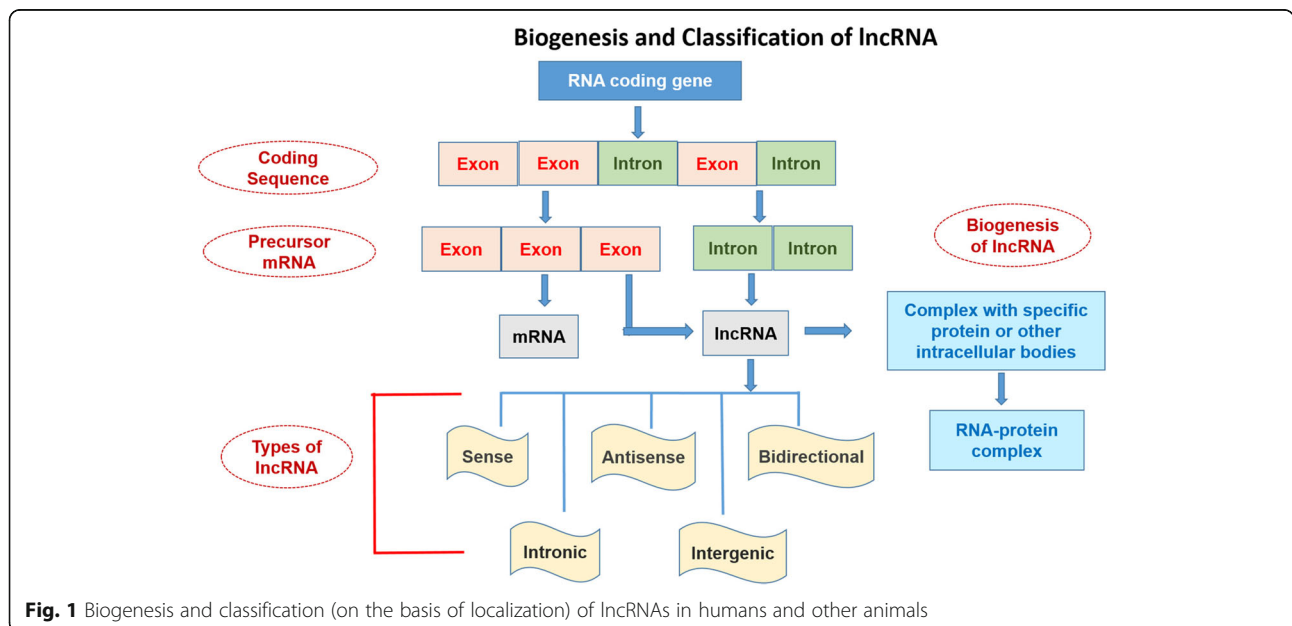 Biogenesis and Classification of lncRNA
RNA coding gene
Coding
Sequence
Exon Exon Intron Exon Intron
Precursor
mRNA
Exon Exon Exon Intron Intron
Biogenesis
of lncRNA
mRNA lncRNA
Complex with specific
protein or other
intracellular bodies
Types of
lncRNA
Sense Antisense Bidirectional
RNA-protein
complex
Intronic Intergenic
Fig. 1 Biogenesis and classification (on the basis of localization) of lncRNAs in humans and other animals